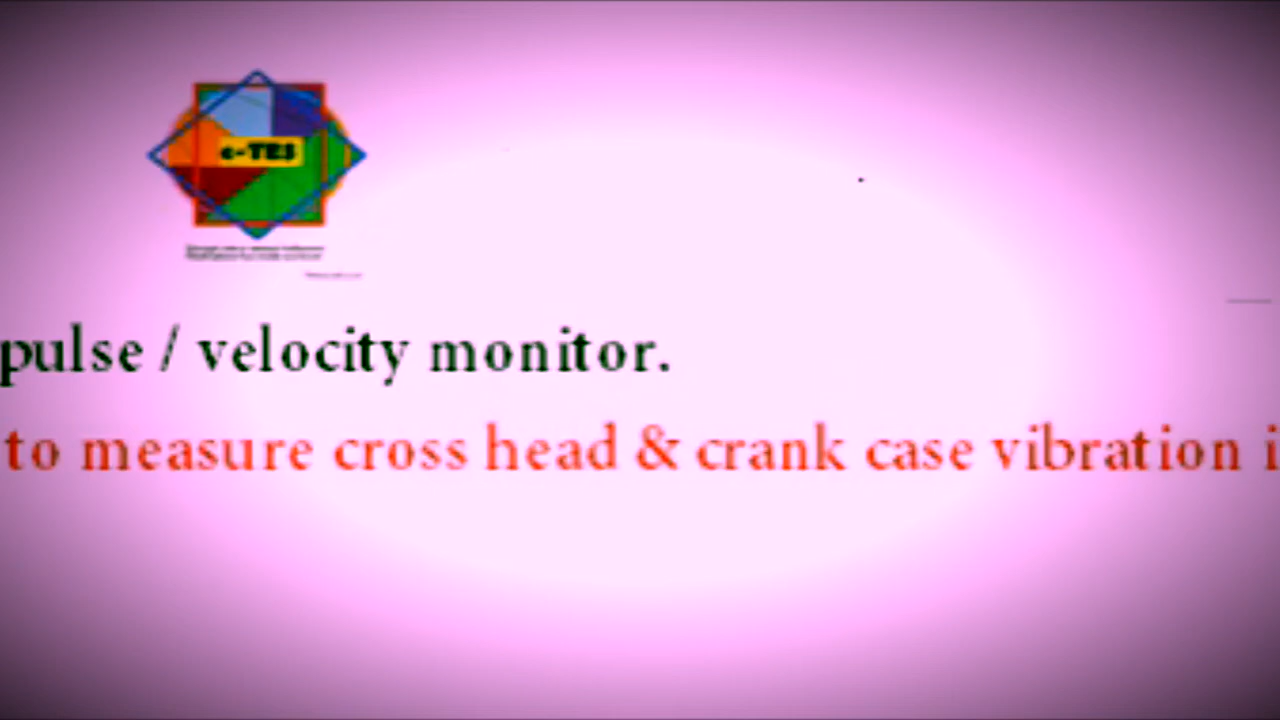 e-TES
pulse / velocity monitor.
to measure cross head & crank case vibration i